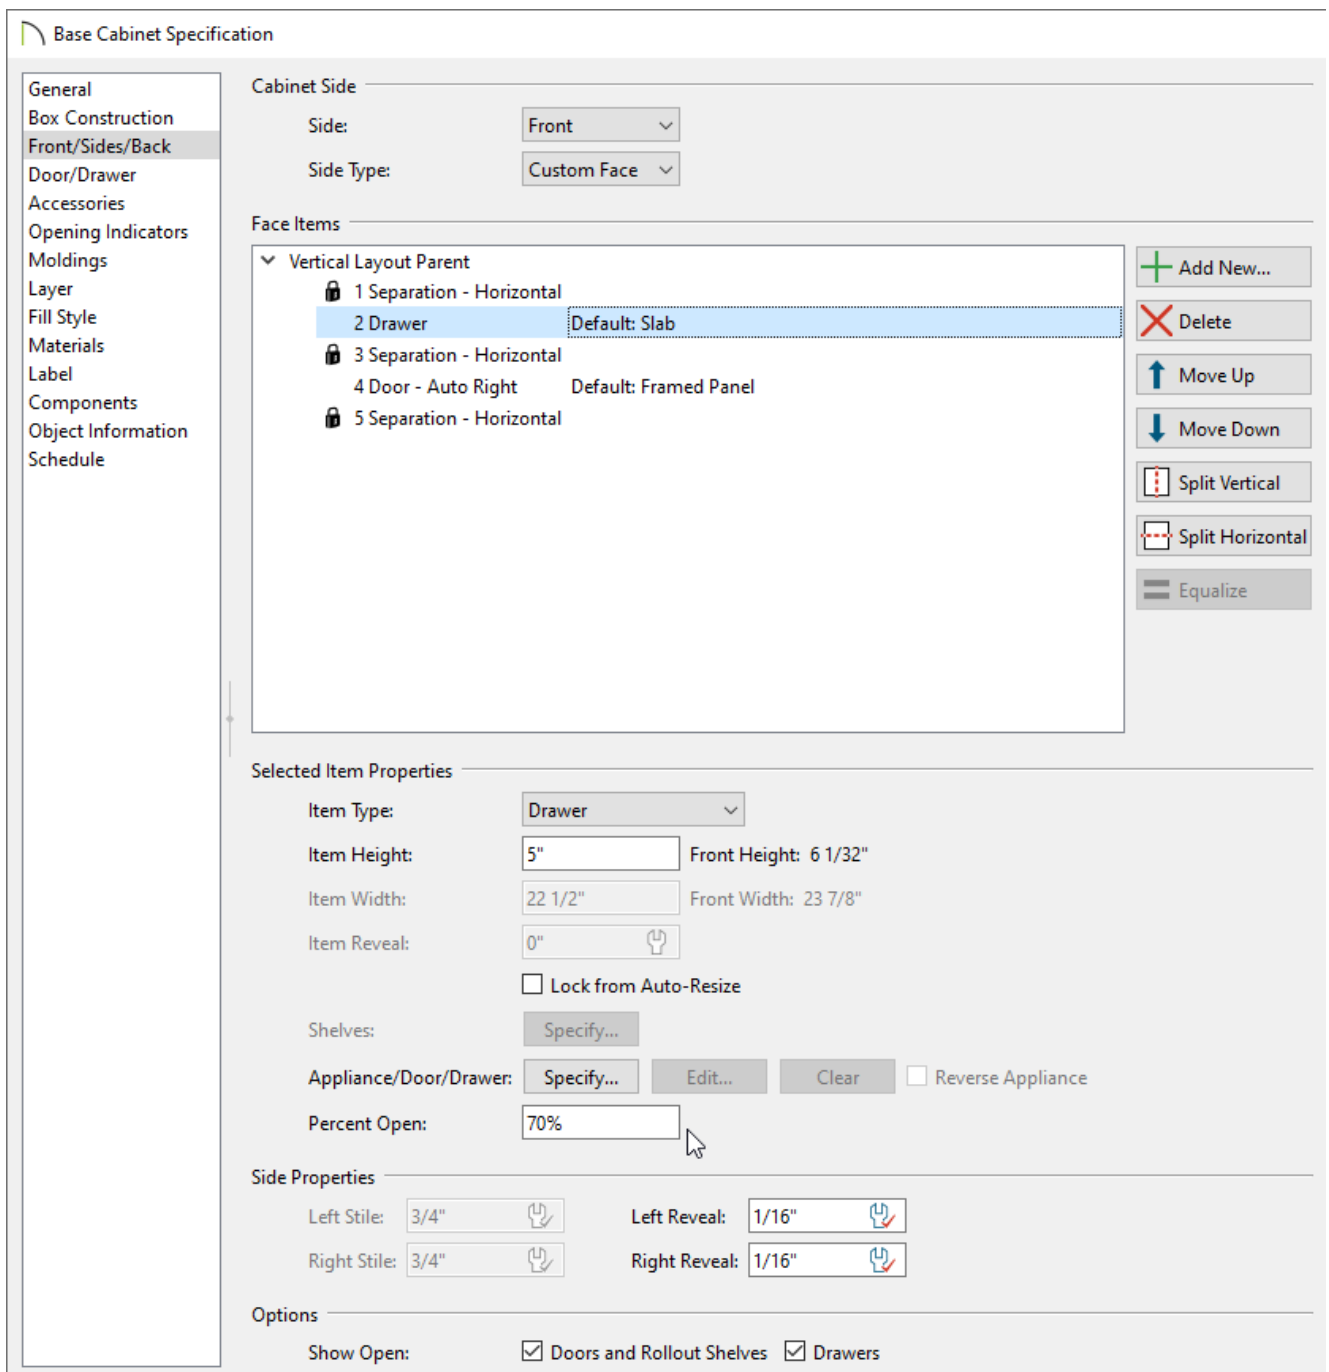 Base Cabinet Specification
General
Box Construction
Front/Sides/Back
Door/Drawer
Accessories
Opening Indicators
Moldings
Layer
Fill Style
Materials
Label
Components
Object Information
Schedule
Cabinet Side
Side: Front
Side Type: Custom Face
Face Items
Vertical Layout Parent
1 Separation - Horizontal
2 Drawer Default: Slab
3 Separation - Horizontal
4 Door - Auto Right Default: Framed Panel
5 Separation - Horizontal
Add New...
Delete
Move Up
Move Down
Split Vertical
Split Horizontal
Equalize
Selected Item Properties
Item Type: Drawer
Item Height: 5" Front Height: 6 1/32"
Item Width: 22 1/2" Front Width: 23 7/8"
Item Reveal: 0"
Lock from Auto-Resize
Shelves: Specify...
Appliance/Door/Drawer: Specify... Edit... Clear Reverse Appliance
Percent Open: 70%
Side Properties
Left Stile: 3/4" Left Reveal: 1/16"
Right Stile: 3/4" Right Reveal: 1/16"
Options
Show Open: Doors and Rollout Shelves Drawers